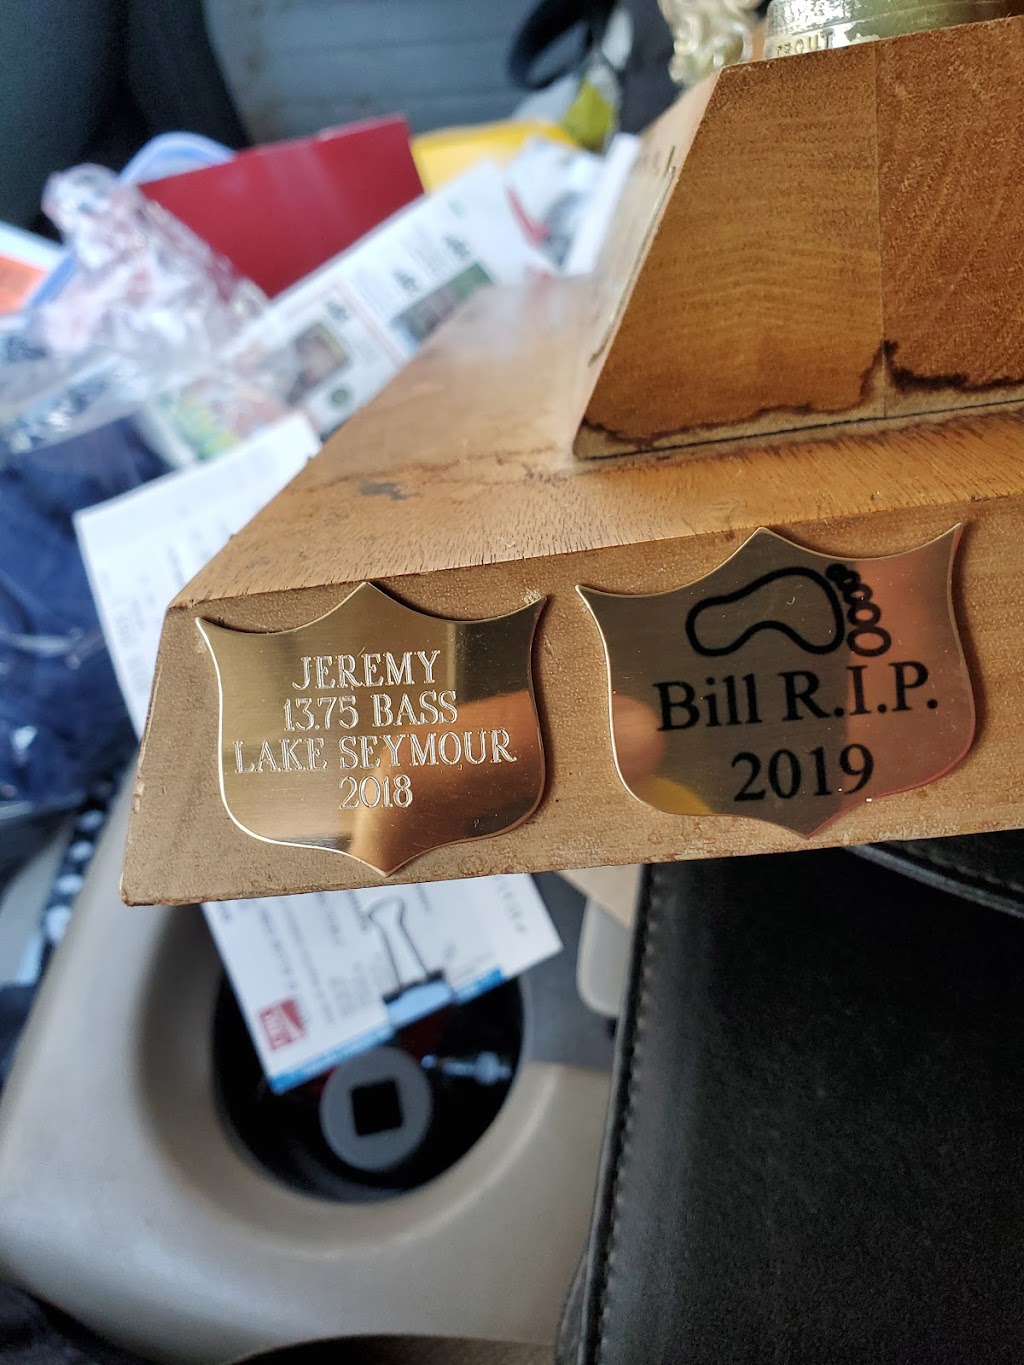 JEREMY
13.75 BASS
LAKE SEYMOUR
2018
Bill R.I.P.
2019